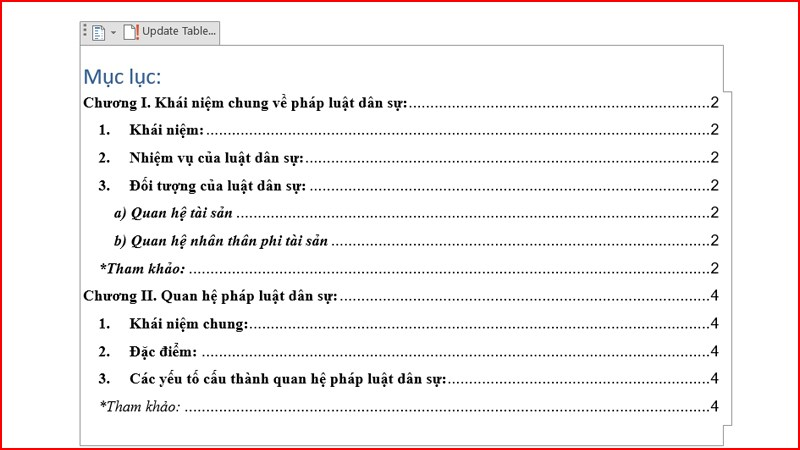 Update Table...
Mục lục:
Chương I. Khái niệm chung về pháp luật dân sự:........2
1. Khái niệm:........2
2. Nhiệm vụ của luật dân sự:........2
3. Đối tượng của luật dân sự: ........2
a) Quan hệ tài sản ........2
b) Quan hệ nhân thân phi tài sản ........2
*Tham khảo: ........2
Chương II. Quan hệ pháp luật dân sự:........4
1. Khái niệm chung:........4
2. Đặc điểm: ........4
3. Các yếu tố cấu thành quan hệ pháp luật dân sự:........4
*Tham khảo: ........4